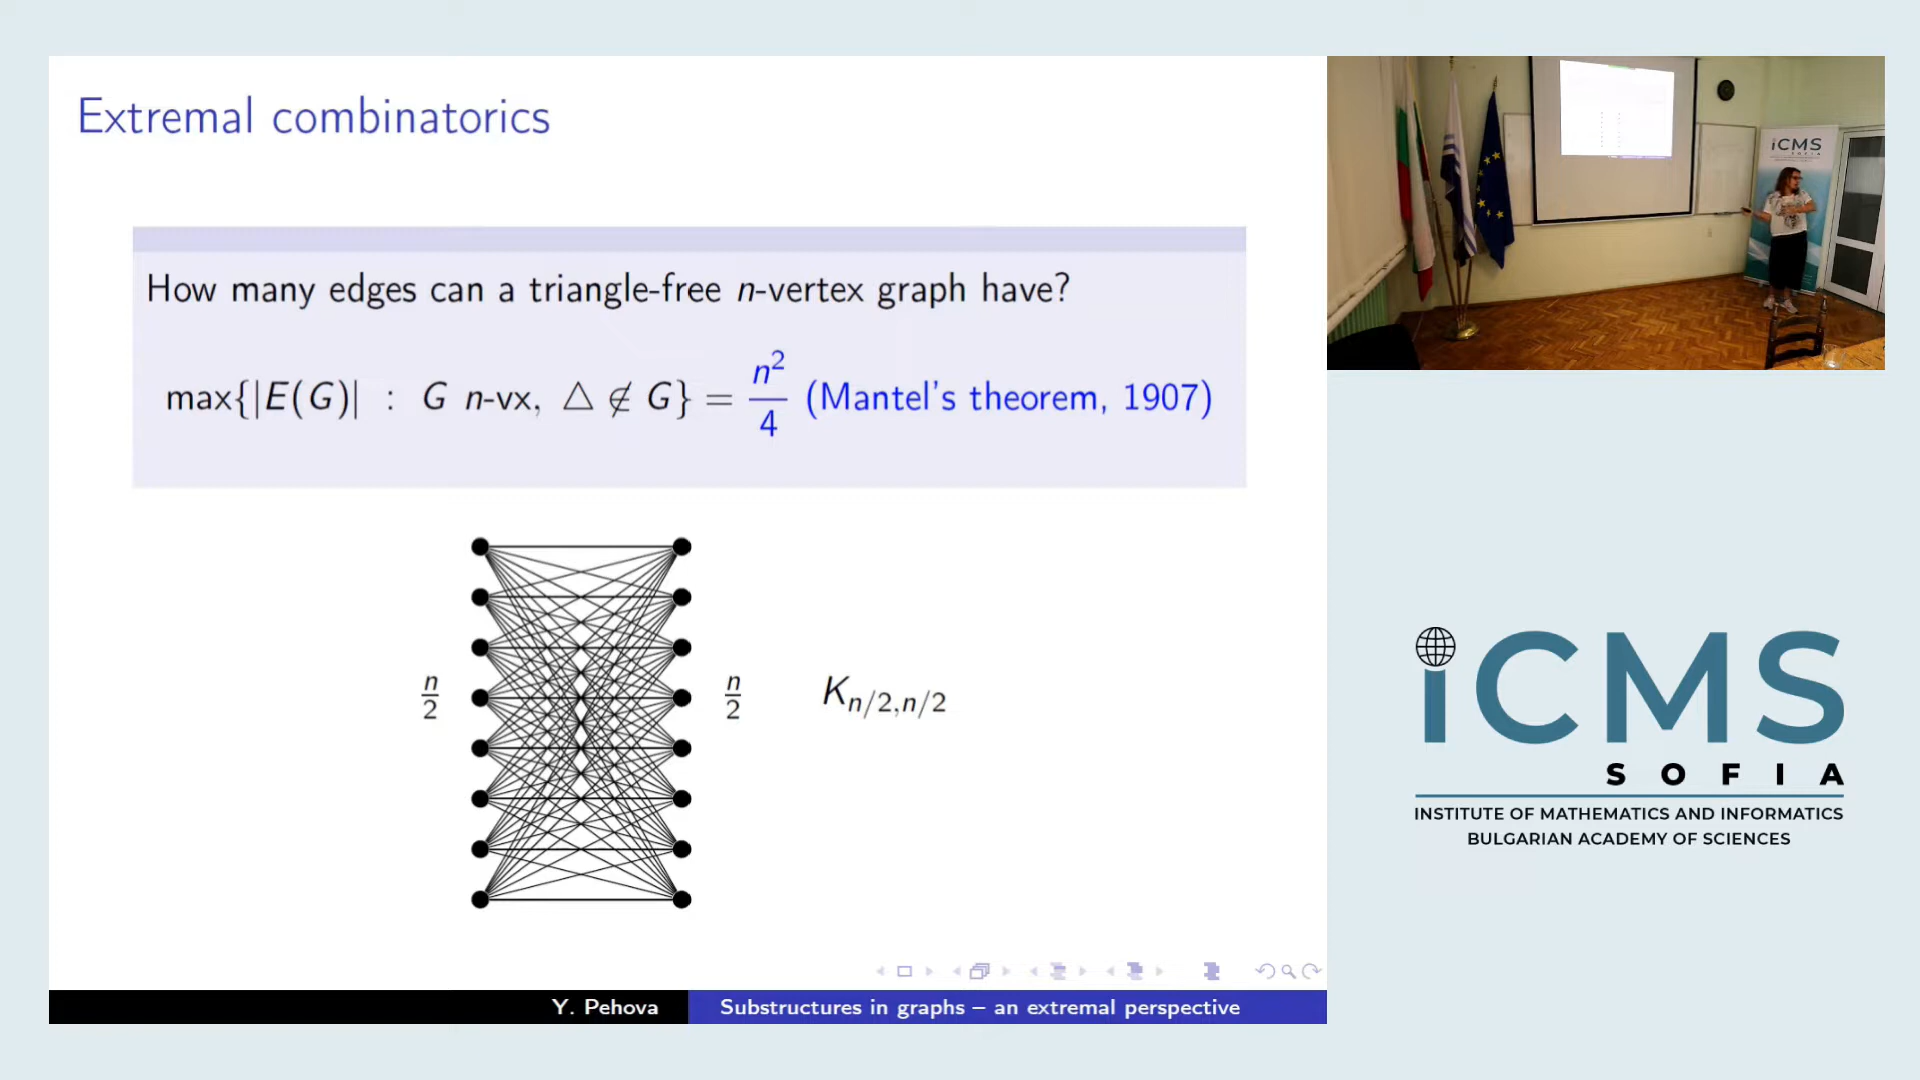 Extremal combinatorics
How many edges can a triangle-free n-vertex graph have?
max{|E(G)| : G n-vx, △ ∉ G} = n²/4 (Mantel's theorem, 1907)
n/2
n/2
K_{n/2,n/2}
Y. Pehova
Substructures in graphs – an extremal perspective
iCMS
SOFIA
iCMS
SOFIA
INSTITUTE OF MATHEMATICS AND INFORMATICS
BULGARIAN ACADEMY OF SCIENCES